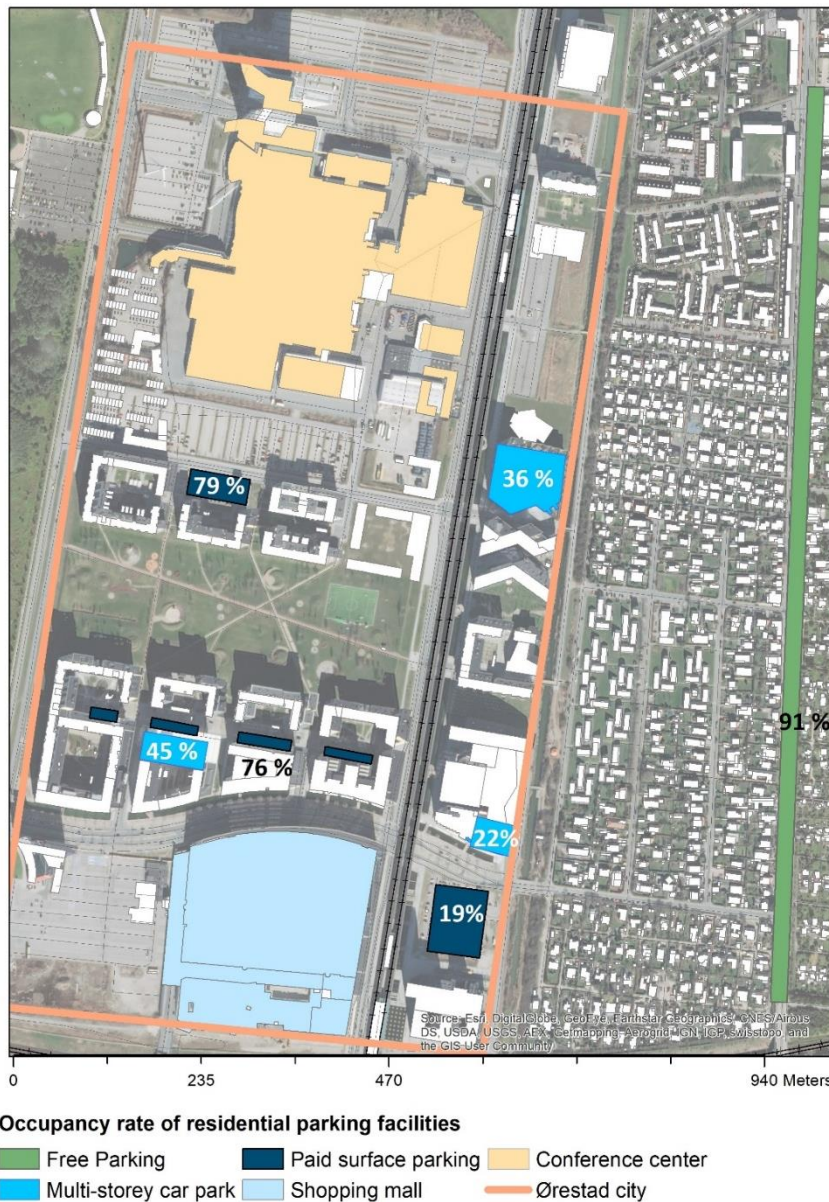 79 %
36 %
91 %
45 %
76 %
22%
19%
Source: Esri, DigitalGlobe, GeoEye, Earthstar Geographics, CNES/Airbus
DS, USDA, USGS, AEX, Getmapping, Aerogrid, IGN, IGP, swisstopo, and
the GIS User Community
0 235 470 940 Meters
Occupancy rate of residential parking facilities
Free Parking Paid surface parking Conference center
Multi-storey car park Shopping mall Ørestad city